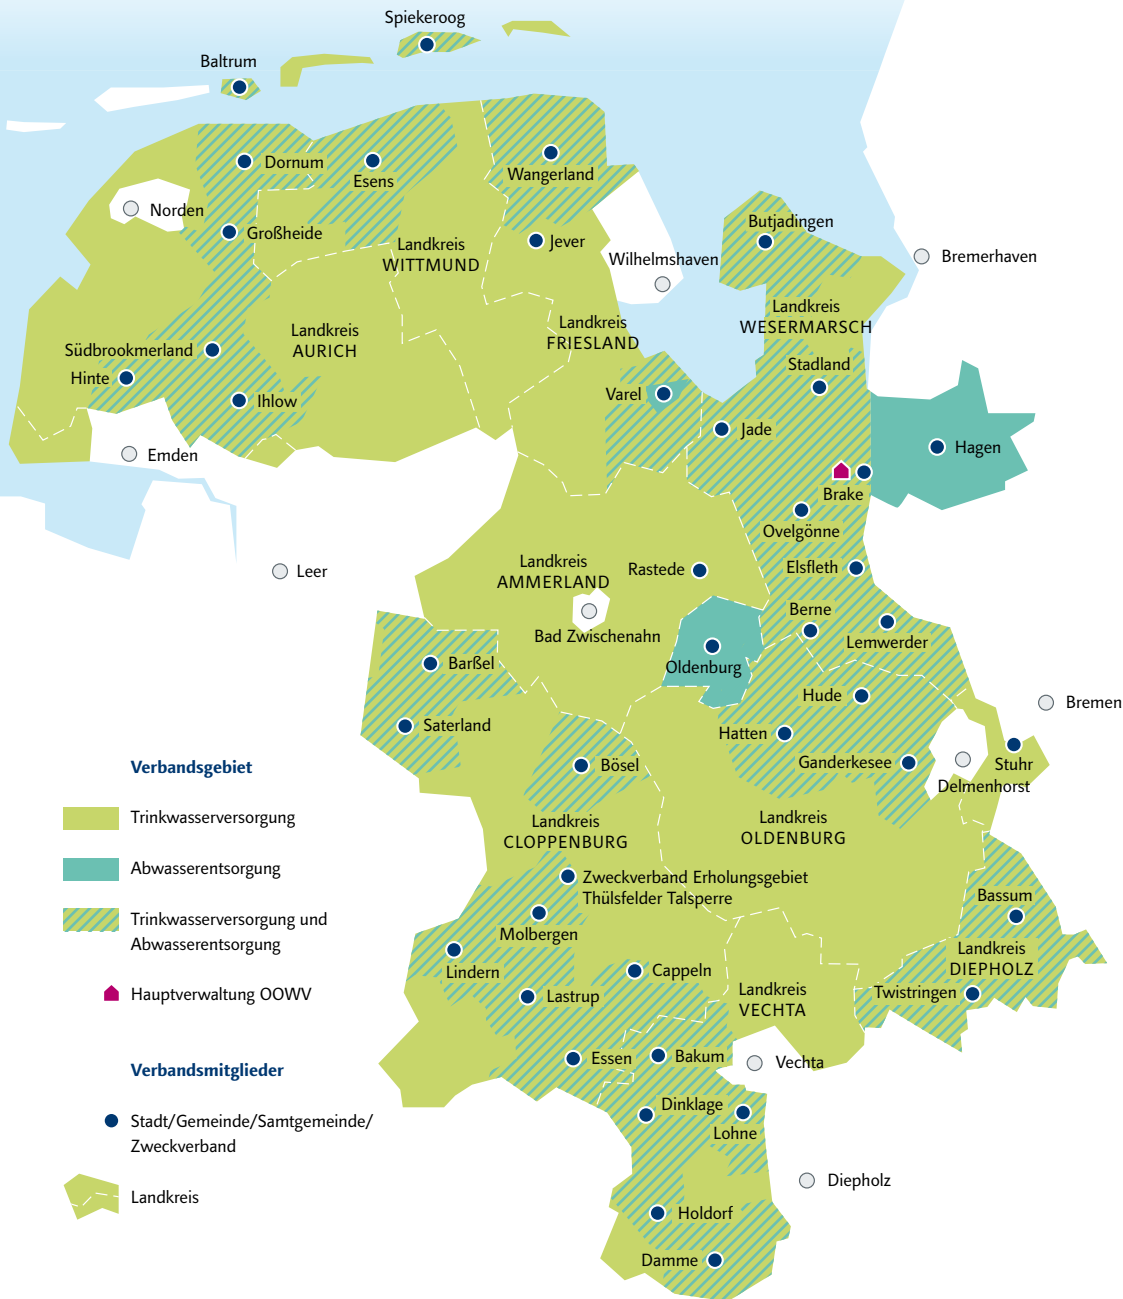 Spiekeroog
Baltrum
Dornum
Esens
Wangerland
Norden
Großheide
Jever
Butjadingen
Landkreis
WITTMUND
Wilhelmshaven
Bremerhaven
Landkreis
AURICH
Landkreis
FRIESLAND
Landkreis
WESERMARSCH
Südbrookmerland
Hinte
Ihlow
Varel
Stadland
Jade
Emden
Hagen
Brake
Ovelgönne
Leer
Landkreis
AMMERLAND
Rastede
Elsfleth
Bad Zwischenahn
Berne
Lemwerder
Barßel
Oldenburg
Hude
Bremen
Saterland
Hatten
Ganderkesee
Stuhr
Delmenhorst
Bösel
Landkreis
CLOPPENBURG
Landkreis
OLDENBURG
Zweckverband Erholungsgebiet
Thülsfelder Talsperre
Bassum
Molbergen
Landkreis
DIEPHOLZ
Lindern
Cappeln
Twistringen
Lastrup
Landkreis
VECHTA
Essen
Bakum
Vechta
Dinklage
Lohne
Diepholz
Holdorf
Damme
Verbandsgebiet
Trinkwasserversorgung
Abwasserentsorgung
Trinkwasserversorgung und
Abwasserentsorgung
Hauptverwaltung OOWV
Verbandsmitglieder
Stadt/Gemeinde/Samtgemeinde/
Zweckverband
Landkreis